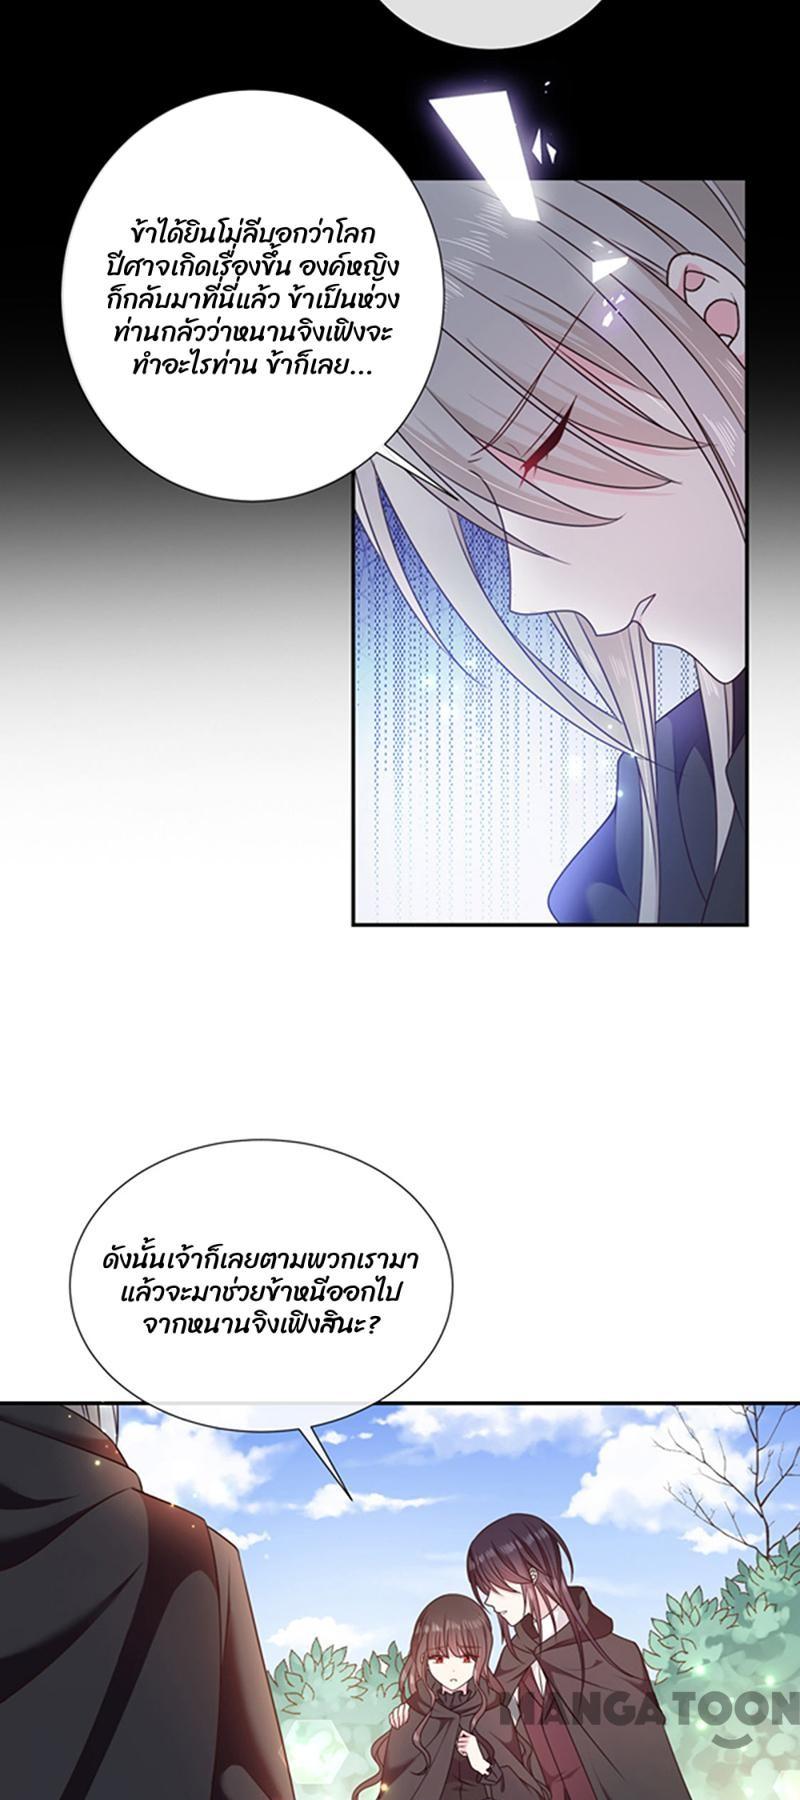 ข้าได้ยินโม่ลีบอกว่าโลก
ปีศาจเกิดเรื่องขึ้น องค์หญิง
ก็กลับมาที่นี่แล้ว ข้าเป็นห่วง
ท่านกลัวว่าหนานจิงเฟิงจะ
ทำอะไรท่าน ข้าก็เลย...
ดังนั้นเจ้าก็เลยตามพวกเรามา
แล้วจะมาช่วยข้าหนีออกไป
จากหนานจิงเฟิงสินะ?
MANGATOON